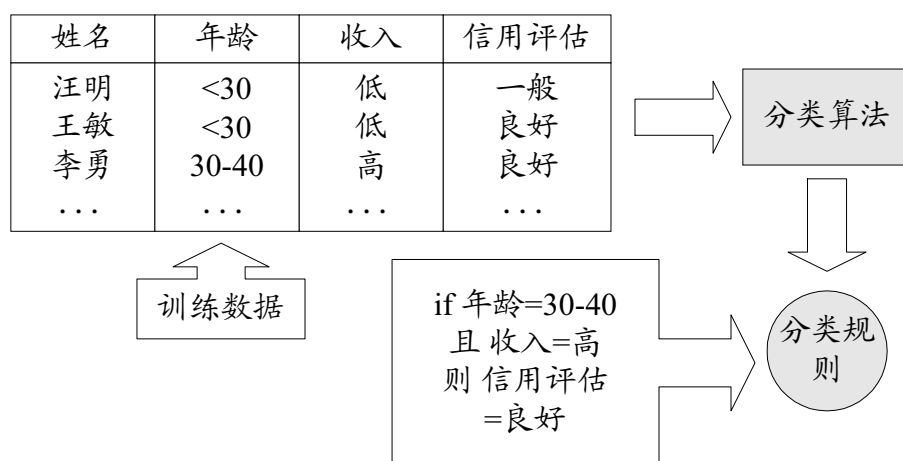 姓名 年龄 收入 信用评估
汪明 <30 低 一般
王敏 <30 低 良好
李勇 30-40 高 良好
... ... ... ...
分类算法
训练数据
if 年龄=30-40
且 收入=高
则 信用评估
=良好
分类规
则